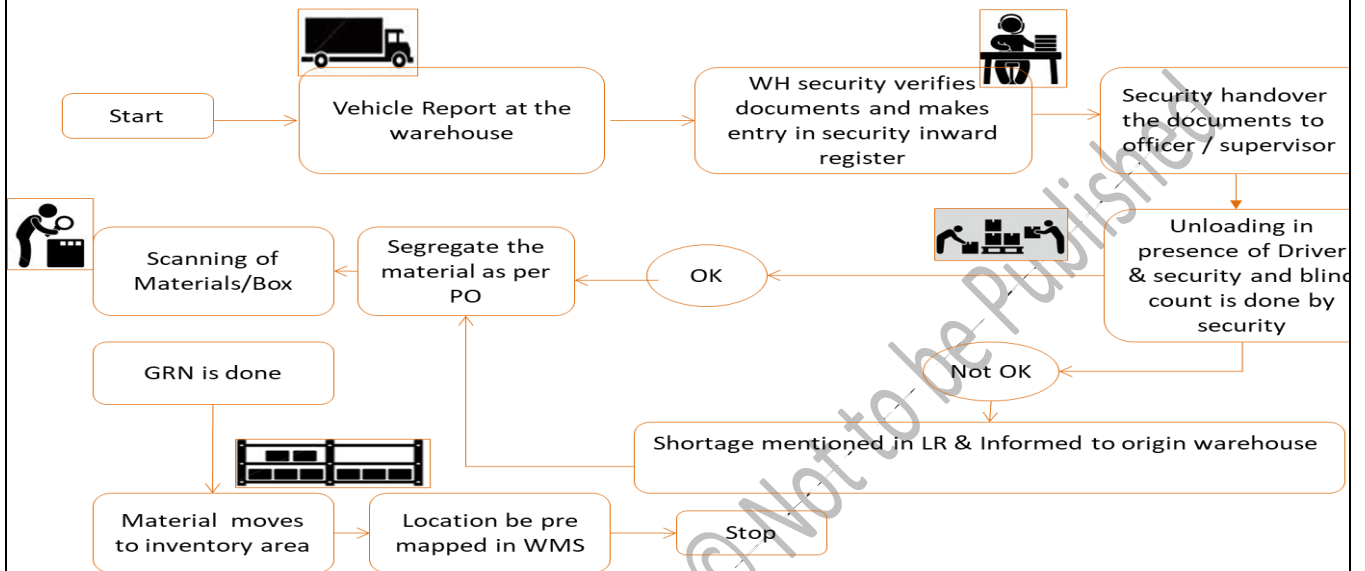 Start
Vehicle Report at the
warehouse
WH security verifies
documents and makes
entry in security inward
register
Security handover
the documents to
officer / supervisor
Unloading in
presence of Driver
& security and blind
count is done by
security
OK
Segregate the
material as per
PO
Scanning of
Materials/Box
Not OK
Shortage mentioned in LR & Informed to origin warehouse
GRN is done
Material moves
to inventory area
Location be pre
mapped in WMS
Stop
© Not to be Published